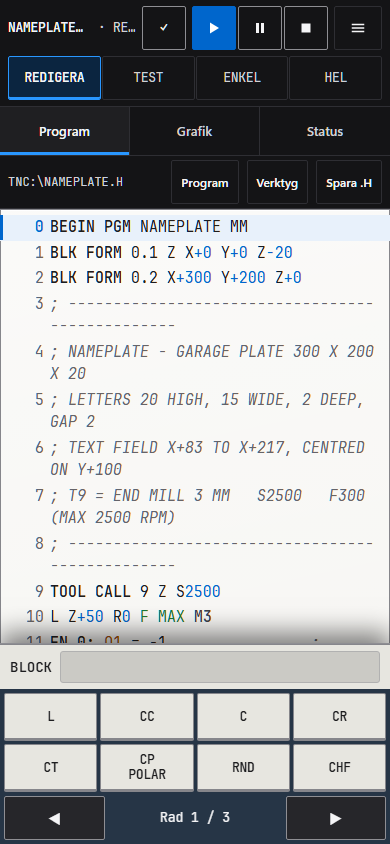 NAMEPLATE… · RE…
REDIGERA TEST ENKEL HEL
Program Grafik Status
TNC:\NAMEPLATE.H Program Verktyg Spara .H
0 BEGIN PGM NAMEPLATE MM
1 BLK FORM 0.1 Z X+0 Y+0 Z-20
2 BLK FORM 0.2 X+300 Y+200 Z+0
3 ; ----------------------------------
--------------
4 ; NAMEPLATE - GARAGE PLATE 300 X 200
X 20
5 ; LETTERS 20 HIGH, 15 WIDE, 2 DEEP,
GAP 2
6 ; TEXT FIELD X+83 TO X+217, CENTRED
ON Y+100
7 ; T9 = END MILL 3 MM   S2500   F300
(MAX 2500 RPM)
8 ; ----------------------------------
--------------
9 TOOL CALL 9 Z S2500
10 L Z+50 R0 F MAX M3
11 FN 0: Q1 = -1 ;
BLOCK
L CC C CR
CT CP
POLAR RND CHF
Rad 1 / 3